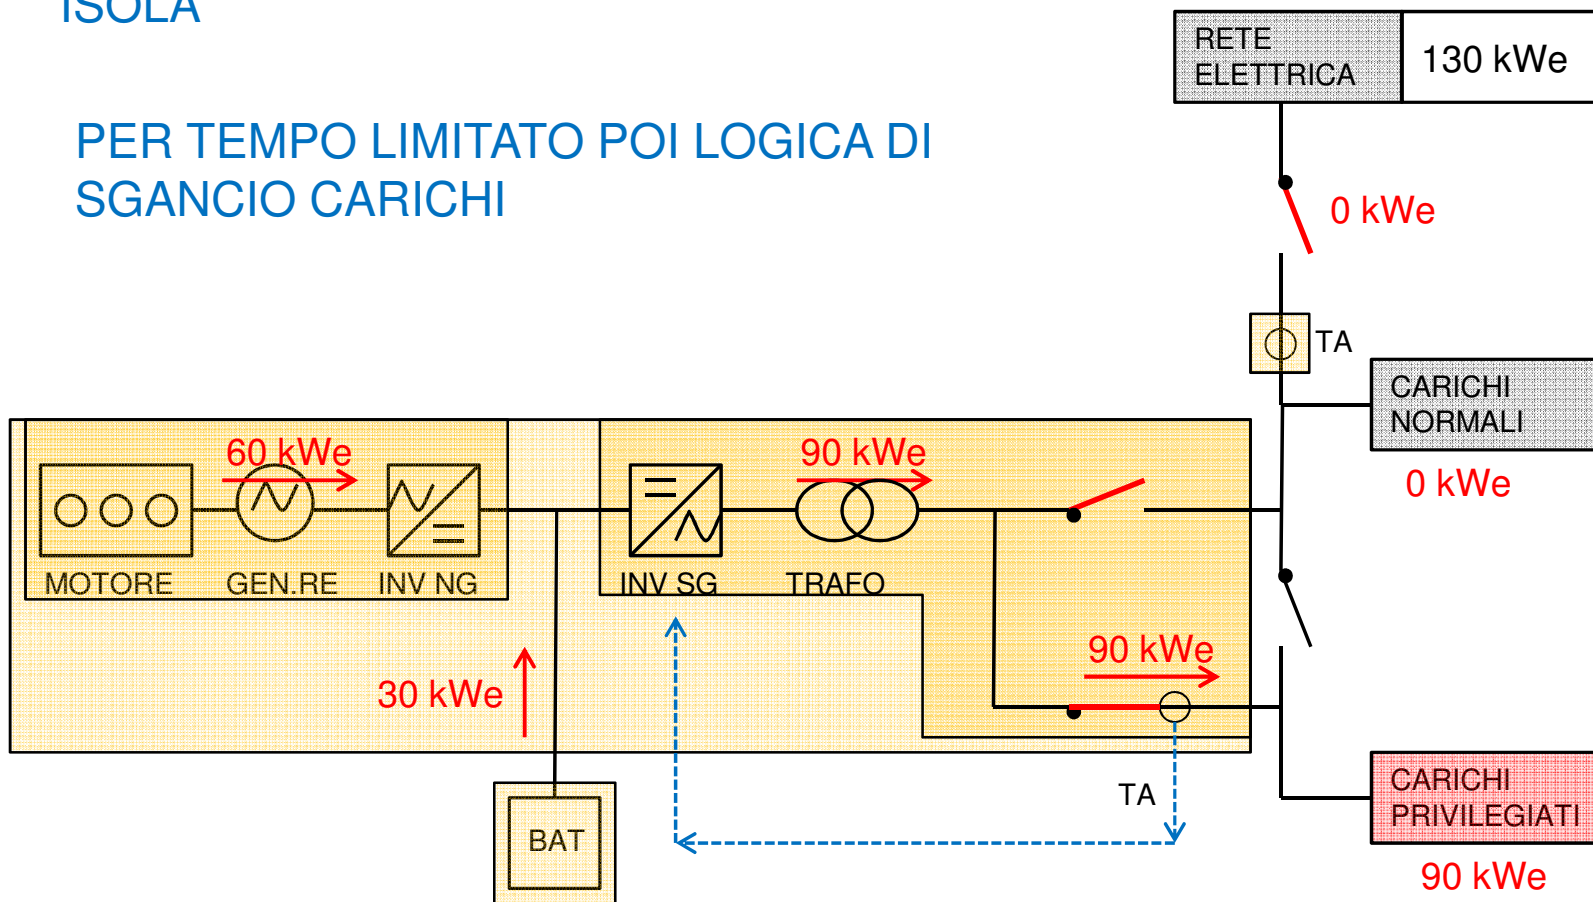 ISOLA
PER TEMPO LIMITATO POI LOGICA DI
SGANCIO CARICHI
RETE
ELETTRICA
130 kWe
0 kWe
TA
CARICHI
NORMALI
0 kWe
60 kWe
90 kWe
MOTORE
GEN.RE
INV NG
INV SG
TRAFO
90 kWe
30 kWe
TA
BAT
CARICHI
PRIVILEGIATI
90 kWe